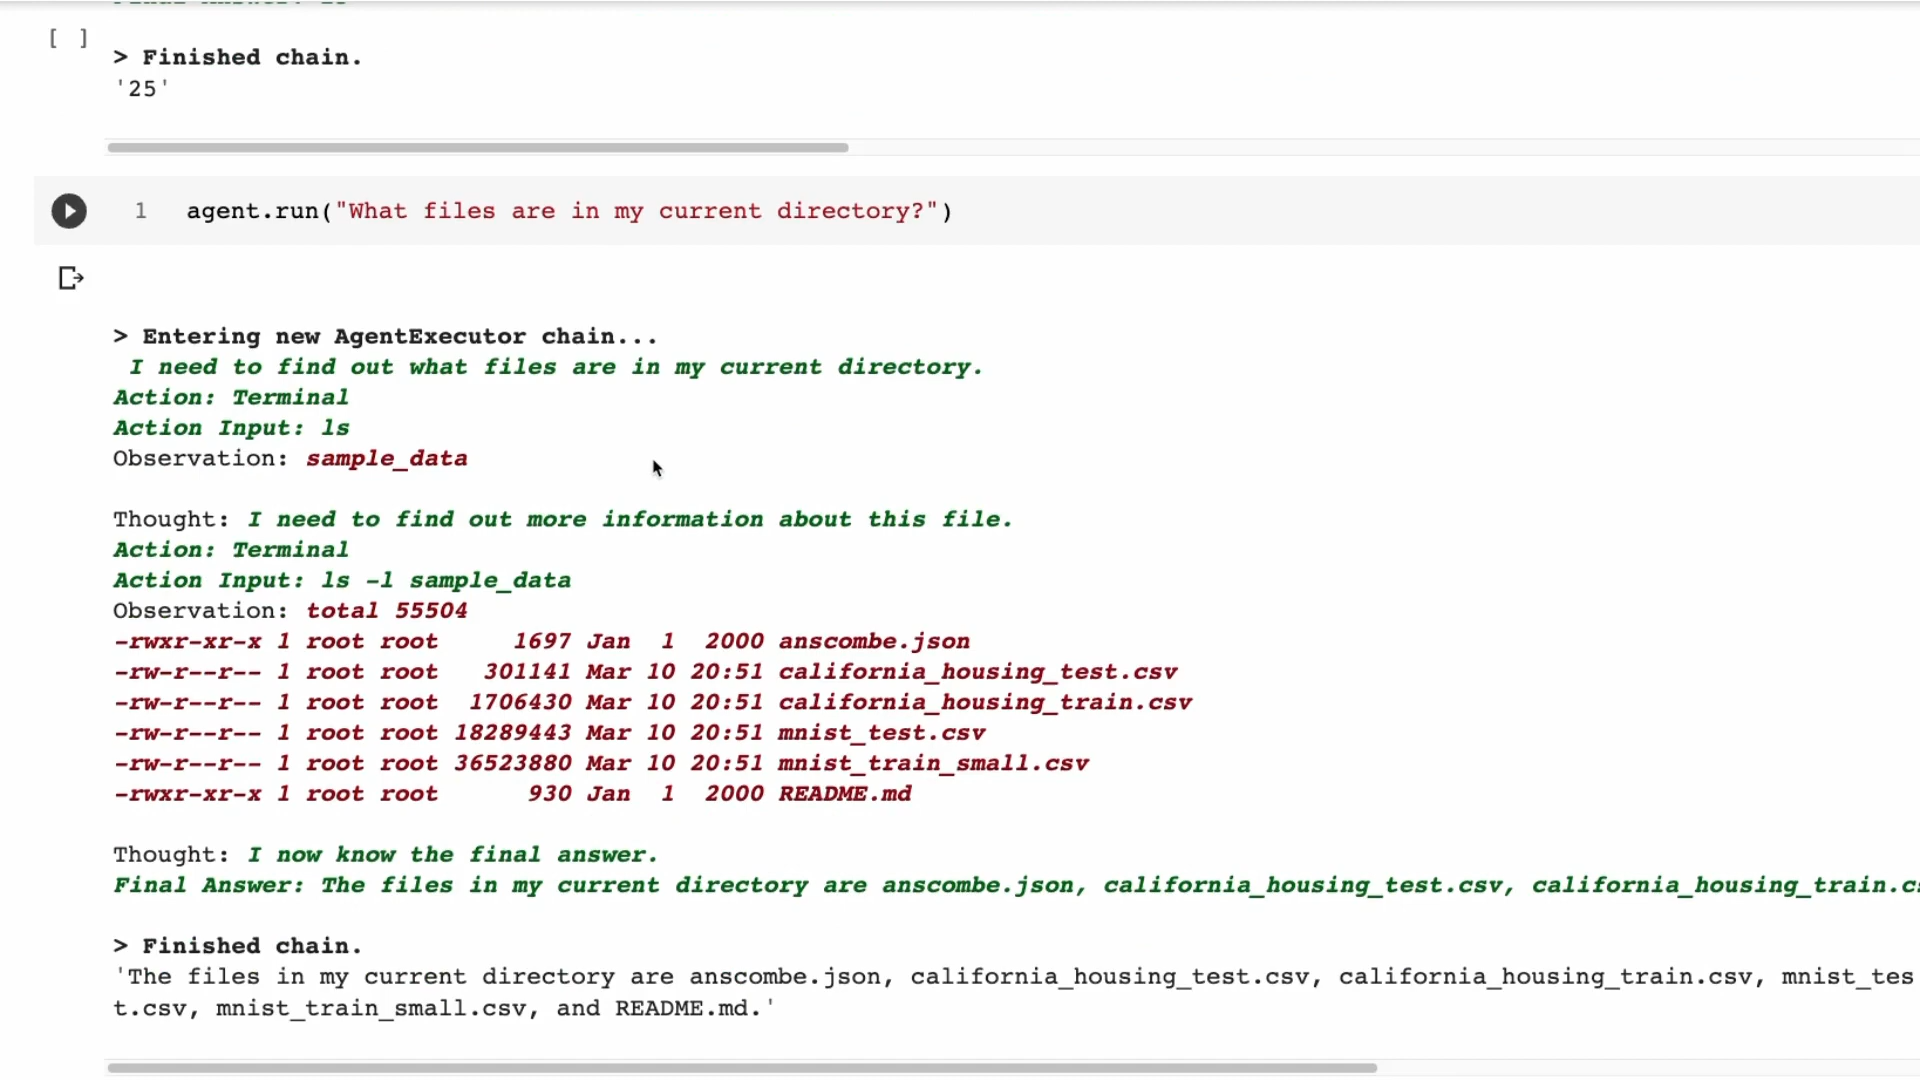 [ ]
> Finished chain.
'25'
1 agent.run("What files are in my current directory?")
> Entering new AgentExecutor chain...
I need to find out what files are in my current directory.
Action: Terminal
Action Input: ls
Observation: sample_data
Thought: I need to find out more information about this file.
Action: Terminal
Action Input: ls -l sample_data
Observation: total 55504
-rwxr-xr-x 1 root root     1697 Jan  1  2000 anscombe.json
-rw-r--r-- 1 root root   301141 Mar 10 20:51 california_housing_test.csv
-rw-r--r-- 1 root root  1706430 Mar 10 20:51 california_housing_train.csv
-rw-r--r-- 1 root root 18289443 Mar 10 20:51 mnist_test.csv
-rw-r--r-- 1 root root 36523880 Mar 10 20:51 mnist_train_small.csv
-rwxr-xr-x 1 root root      930 Jan  1  2000 README.md
Thought: I now know the final answer.
Final Answer: The files in my current directory are anscombe.json, california_housing_test.csv, california_housing_train.c
> Finished chain.
'The files in my current directory are anscombe.json, california_housing_test.csv, california_housing_train.csv, mnist_tes
t.csv, mnist_train_small.csv, and README.md.'